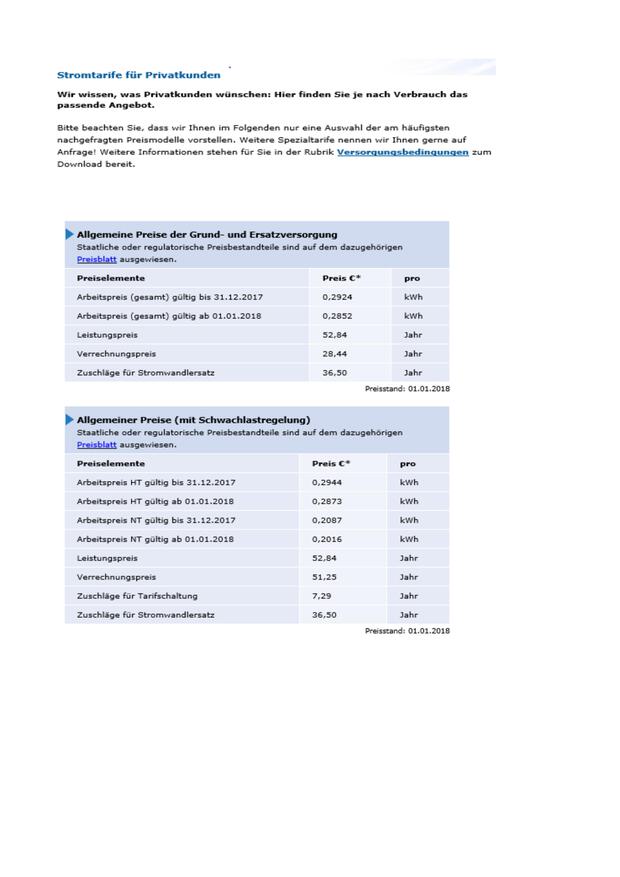 Stromtarife für Privatkunden
Wir wissen, was Privatkunden wünschen: Hier finden Sie je nach Verbrauch das
passende Angebot.
Bitte beachten Sie, dass wir Ihnen im Folgenden nur eine Auswahl der am häufigsten
nachgefragten Preismodelle vorstellen. Weitere Spezialtarife nennen wir Ihnen gerne auf
Anfrage! Weitere Informationen stehen für Sie in der Rubrik Versorgungsbedingungen zum
Download bereit.
Allgemeine Preise der Grund- und Ersatzversorgung
Staatliche oder regulatorische Preisbestandteile sind auf dem dazugehörigen
Preisblatt ausgewiesen.
Preiselemente Preis €* pro
Arbeitspreis (gesamt) gültig bis 31.12.2017 0,2924 kWh
Arbeitspreis (gesamt) gültig ab 01.01.2018 0,2852 kWh
Leistungspreis 52,84 Jahr
Verrechnungspreis 28,44 Jahr
Zuschläge für Stromwandlersatz 36,50 Jahr
Preisstand: 01.01.2018
Allgemeiner Preise (mit Schwachlastregelung)
Staatliche oder regulatorische Preisbestandteile sind auf dem dazugehörigen
Preisblatt ausgewiesen.
Preiselemente Preis €* pro
Arbeitspreis HT gültig bis 31.12.2017 0,2944 kWh
Arbeitspreis HT gültig ab 01.01.2018 0,2873 kWh
Arbeitspreis NT gültig bis 31.12.2017 0,2087 kWh
Arbeitspreis NT gültig ab 01.01.2018 0,2016 kWh
Leistungspreis 52,84 Jahr
Verrechnungspreis 51,25 Jahr
Zuschläge für Tarifschaltung 7,29 Jahr
Zuschläge für Stromwandlersatz 36,50 Jahr
Preisstand: 01.01.2018